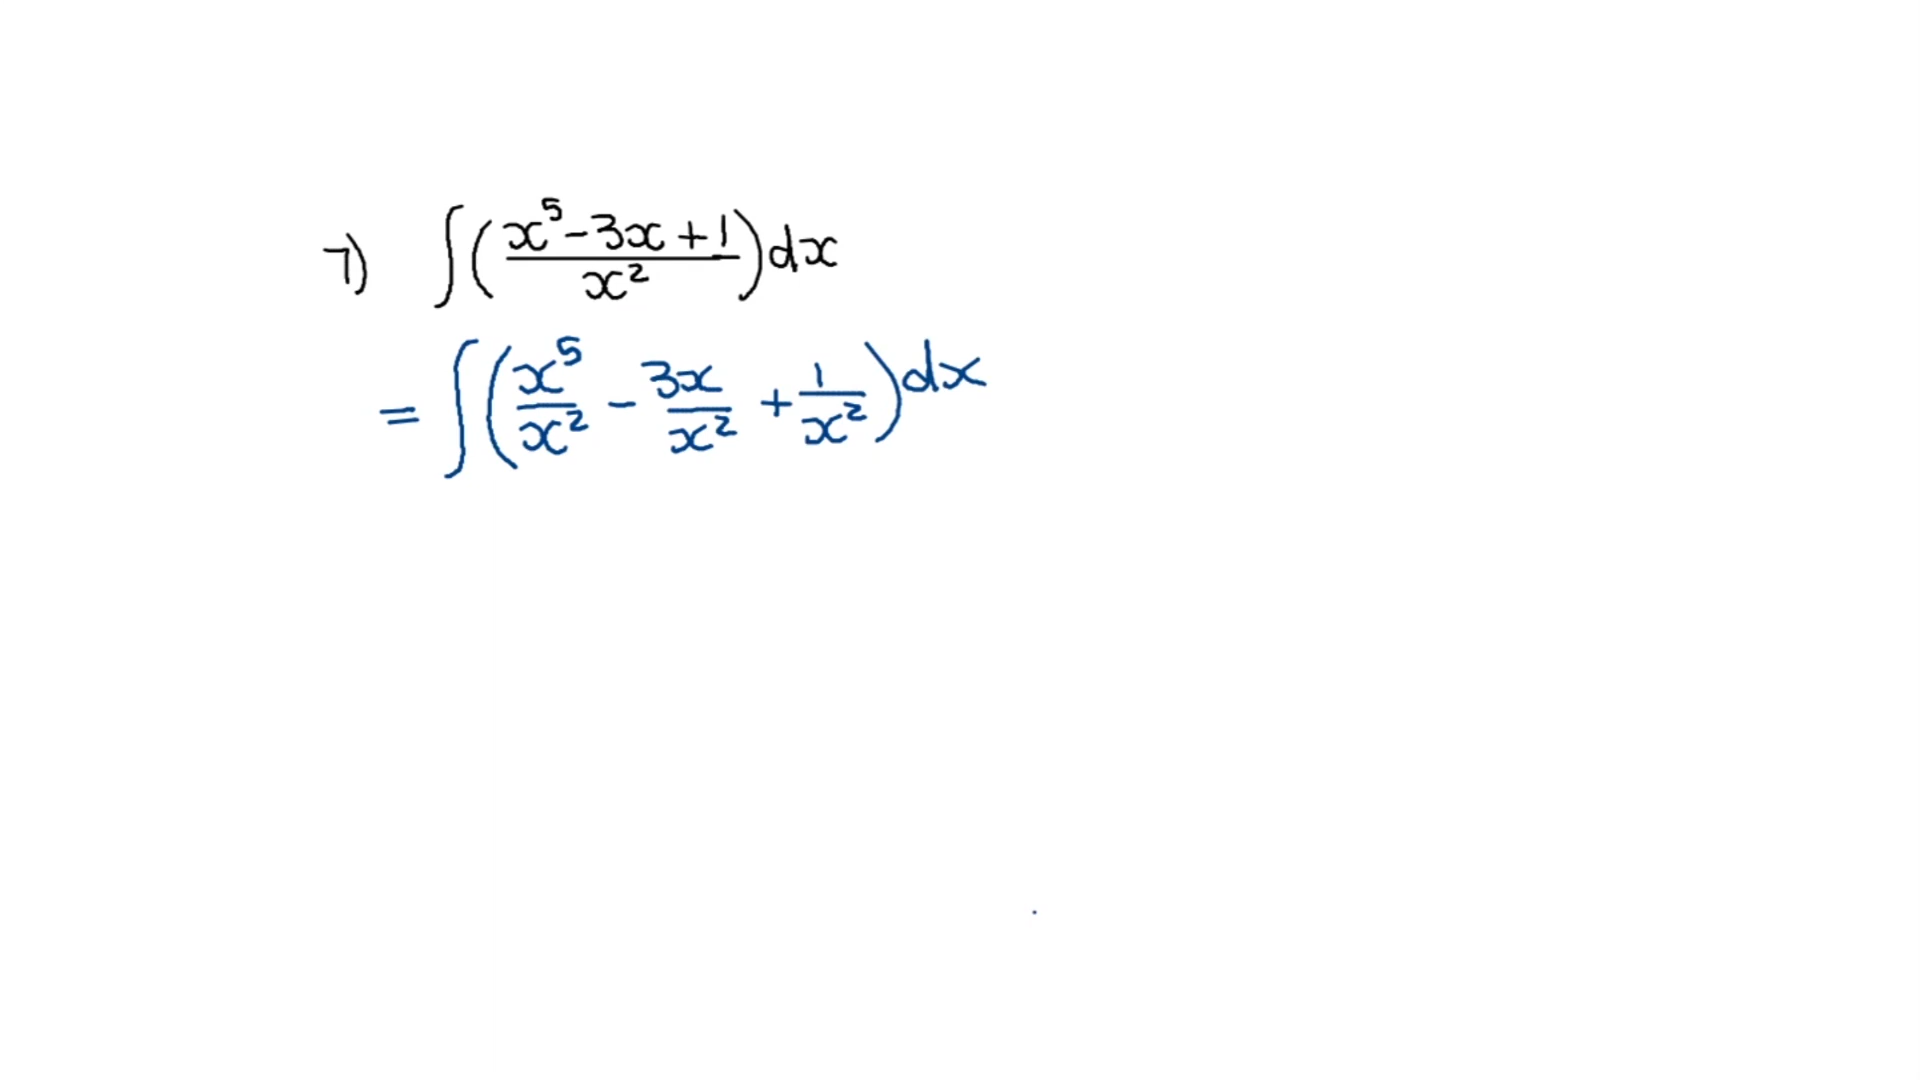 7) ∫(x⁵-3x+1/x²)dx
= ∫(x⁵/x² - 3x/x² + 1/x²)dx